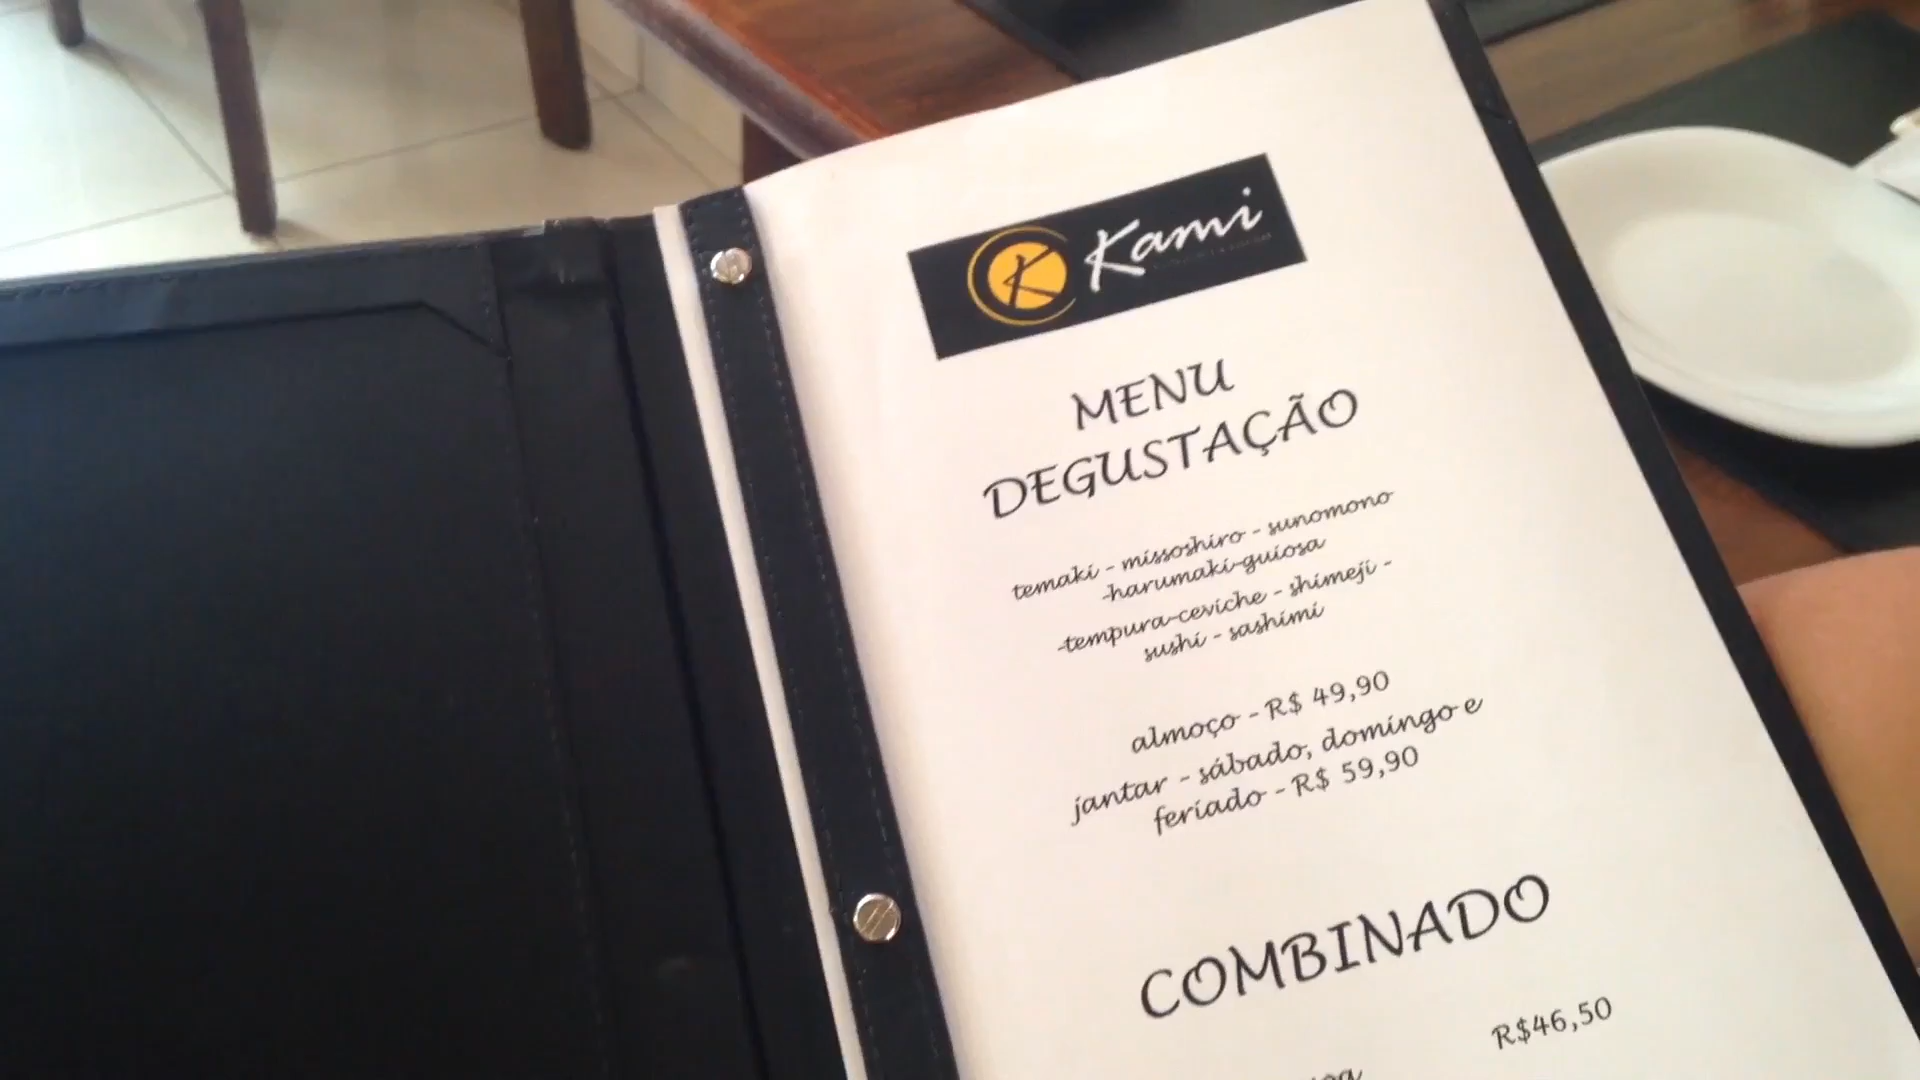 K Kami
MENU
DEGUSTAÇÃO
temaki - missoshiro - sunomono
-harumaki-guiosa
-tempura-ceviche - shimeji -
sushi - sashimi
almoço - R$ 49,90
jantar - sábado, domingo e
feriado - R$ 59,90
COMBINADO
R$46,50